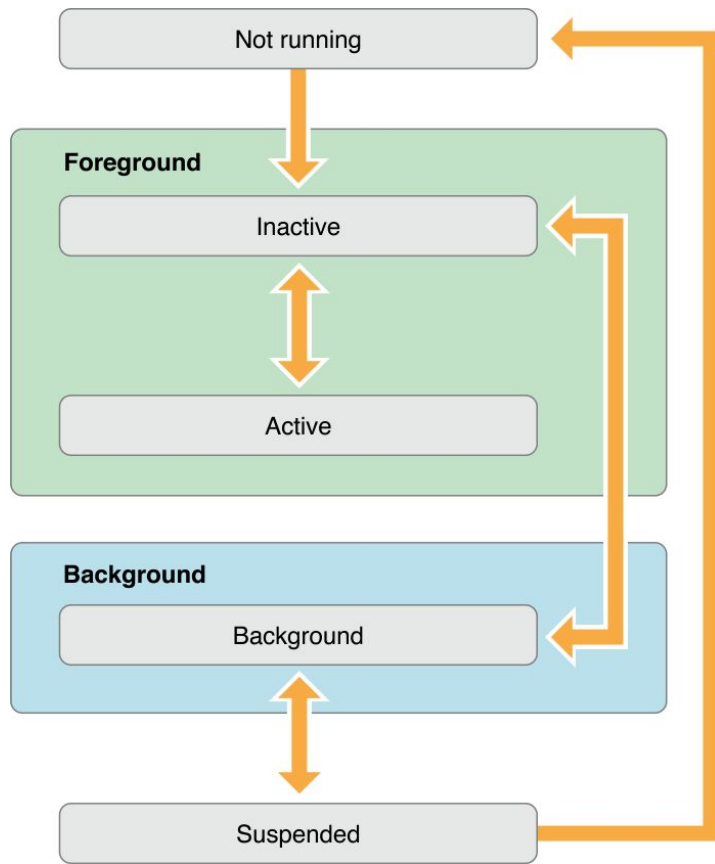 Not running
Foreground
Inactive
Active
Background
Background
Suspended